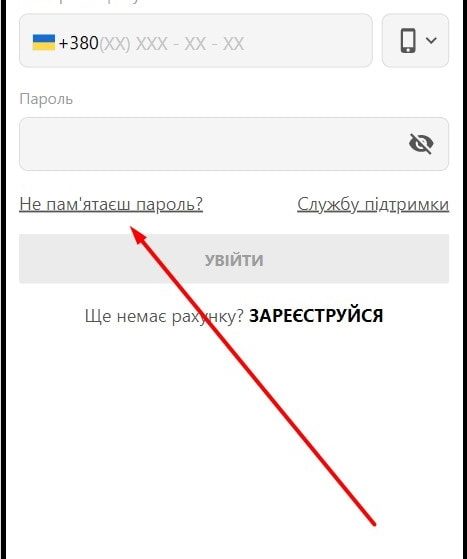 +380(XX) XXX - XX - XX
Пароль
Не пам'ятаєш пароль? Службу підтримки
УВІЙТИ
Ще немає рахунку? ЗАРЕЄСТРУЙСЯ